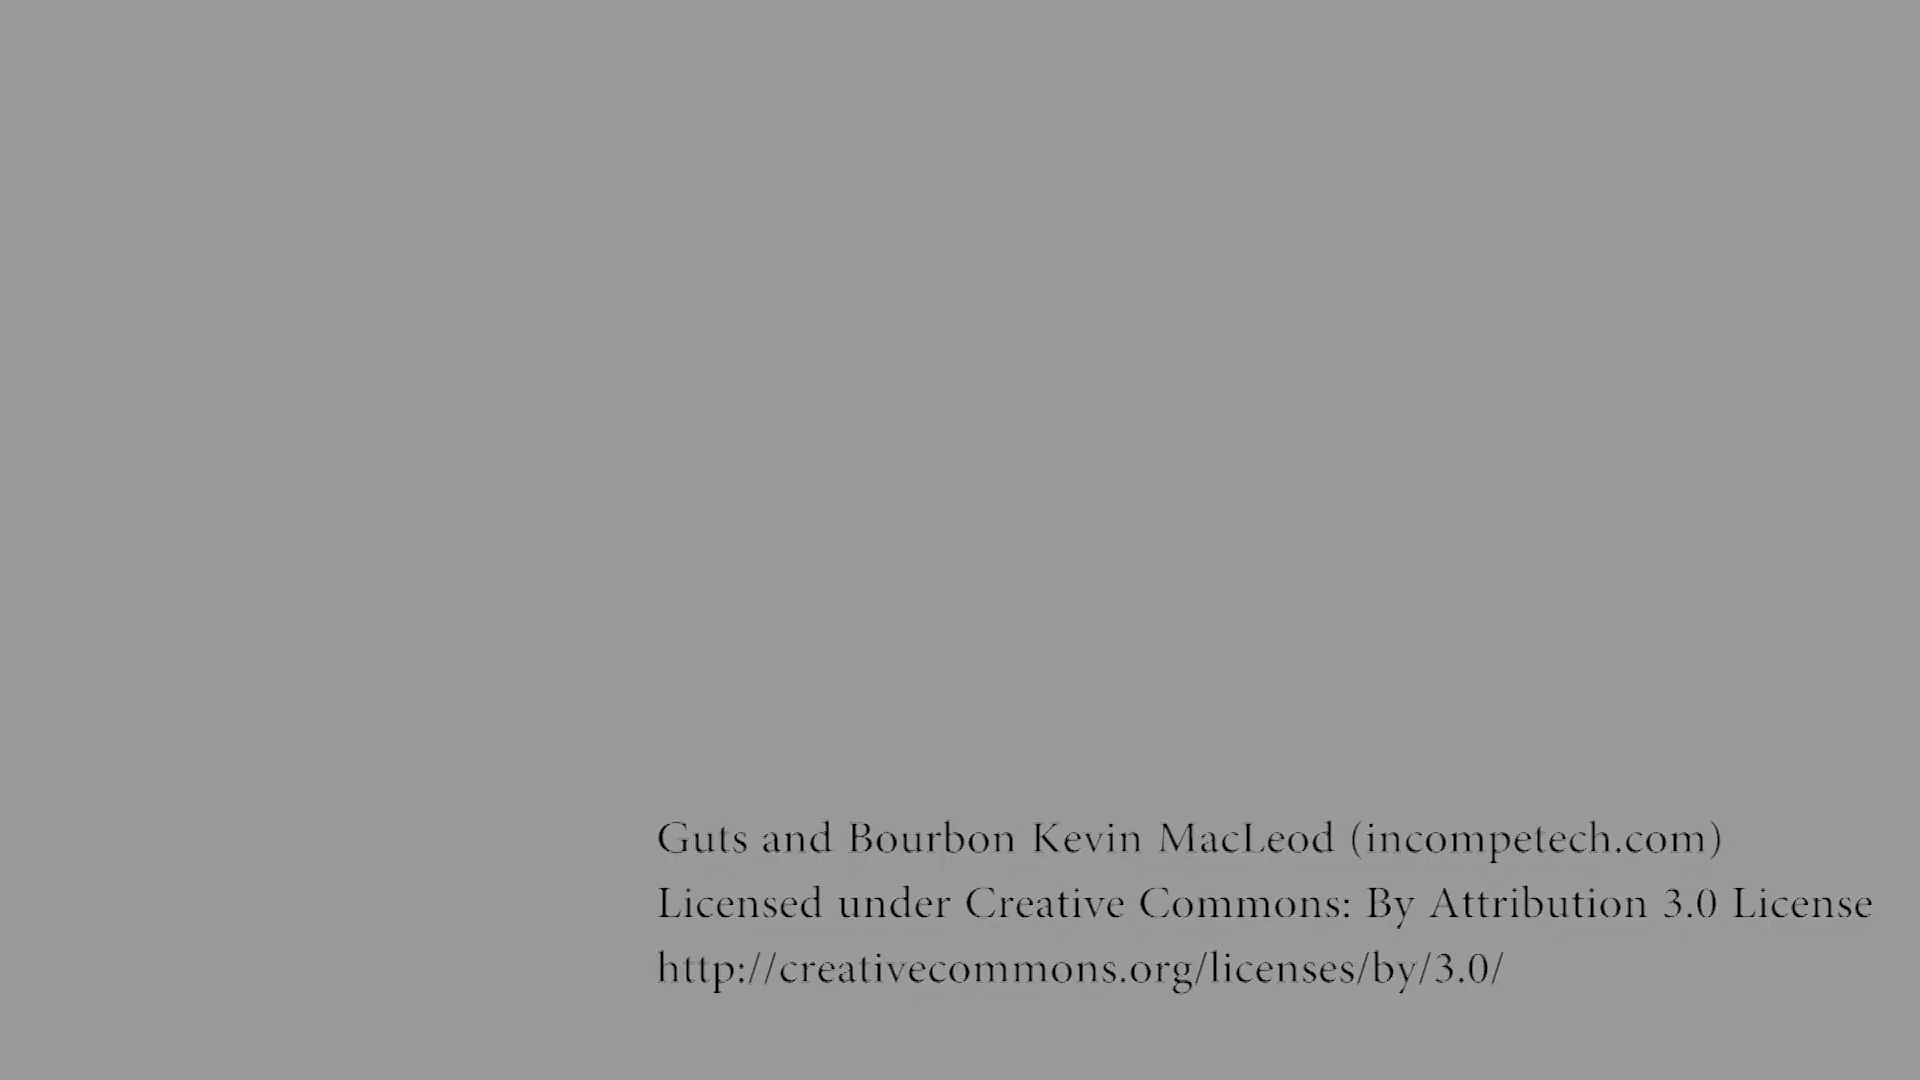 Guts and Bourbon Kevin MacLeod (incompetech.com)
Licensed under Creative Commons: By Attribution 3.0 License
http://creativecommons.org/licenses/by/3.0/